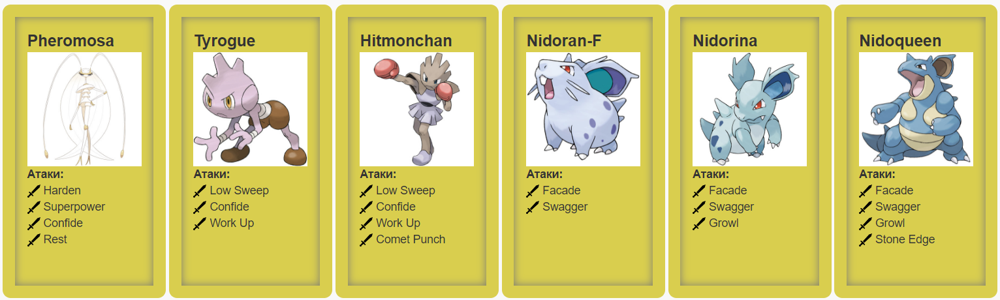 Pheromosa
Атаки:
Harden
Superpower
Confide
Rest
Tyrogue
Атаки:
Low Sweep
Confide
Work Up
Hitmonchan
Атаки:
Low Sweep
Confide
Work Up
Comet Punch
Nidoran-F
Атаки:
Facade
Swagger
Nidorina
Атаки:
Facade
Swagger
Growl
Nidoqueen
Атаки:
Facade
Swagger
Growl
Stone Edge